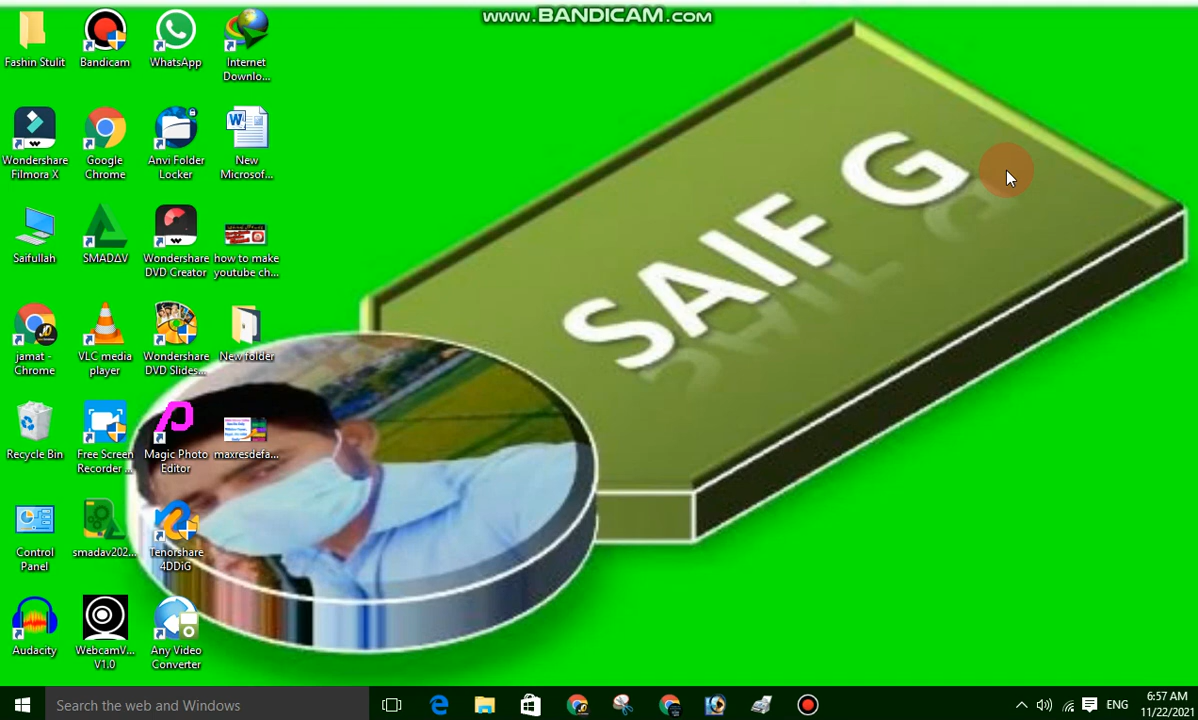 www.BANDICAM.com
Fashin Stulit
Bandicam
WhatsApp
Internet
Downlo...
Wondershare
Filmora X
Google
Chrome
Anvi Folder
Locker
New
Microsof...
Saifullah
SMADΔV
Wondershare
DVD Creator
how to make
youtube ch...
jamat -
Chrome
VLC media
player
Wondershare
DVD Slides...
New folder
Recycle Bin
Free Screen
Recorder ...
Magic Photo
Editor
maxresdefa...
Control
Panel
smadav202...
Tenorshare
4DDiG
Audacity
WebcamV...
V1.0
Any Video
Converter
SAIF G
Search the web and Windows
ENG
6:57 AM
11/22/2021